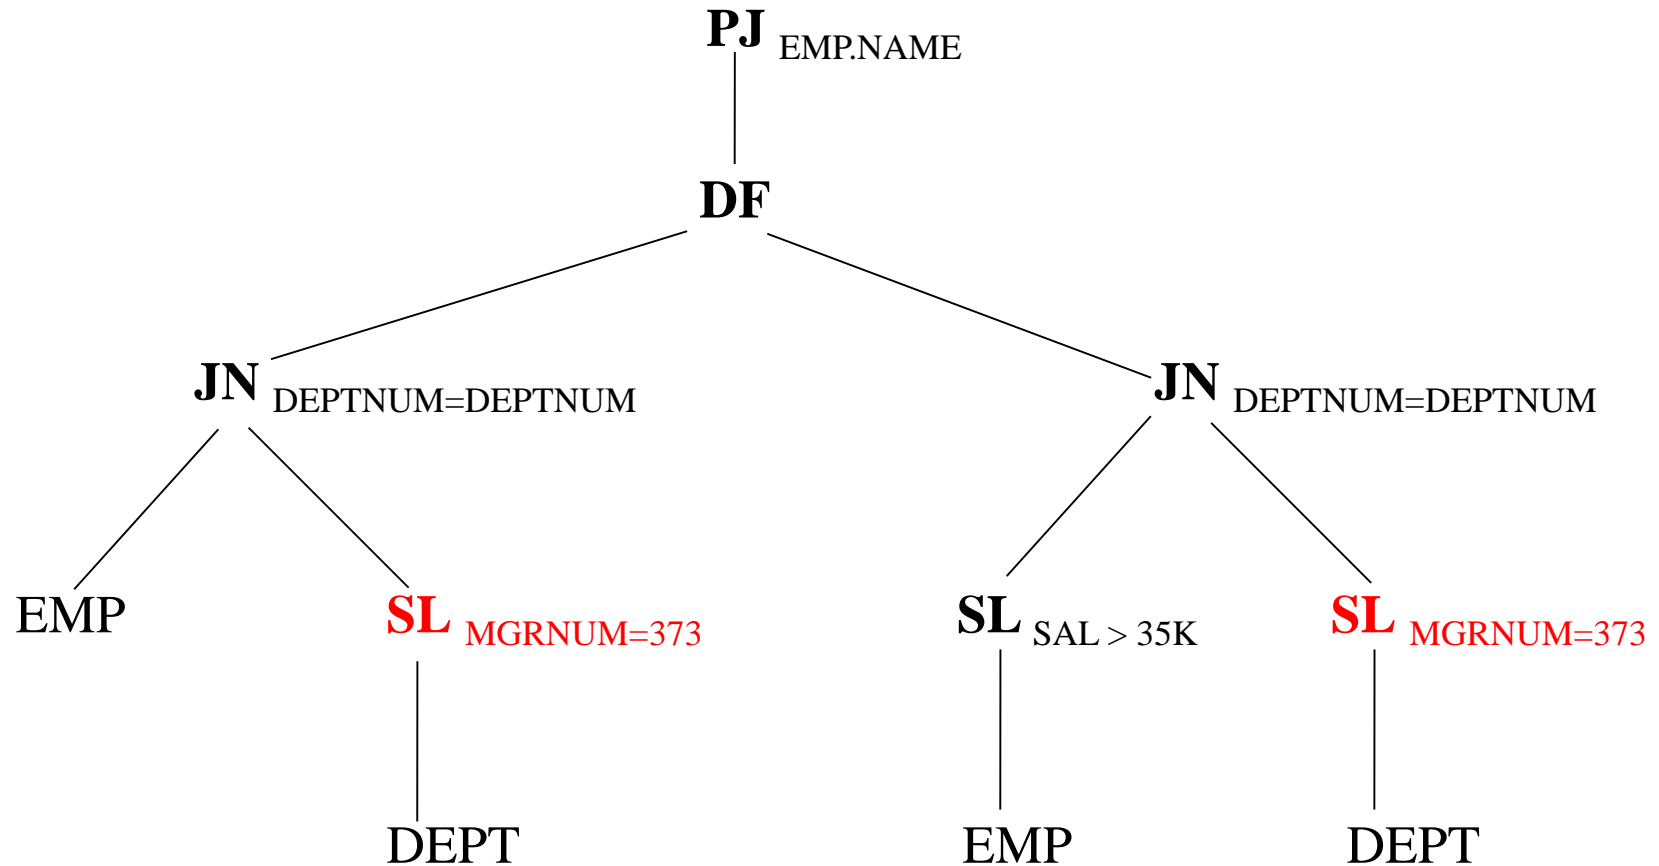 PJ EMP.NAME
DF
JN DEPTNUM=DEPTNUM
JN DEPTNUM=DEPTNUM
EMP
SL MGRNUM=373
SL SAL > 35K
SL MGRNUM=373
DEPT
EMP
DEPT